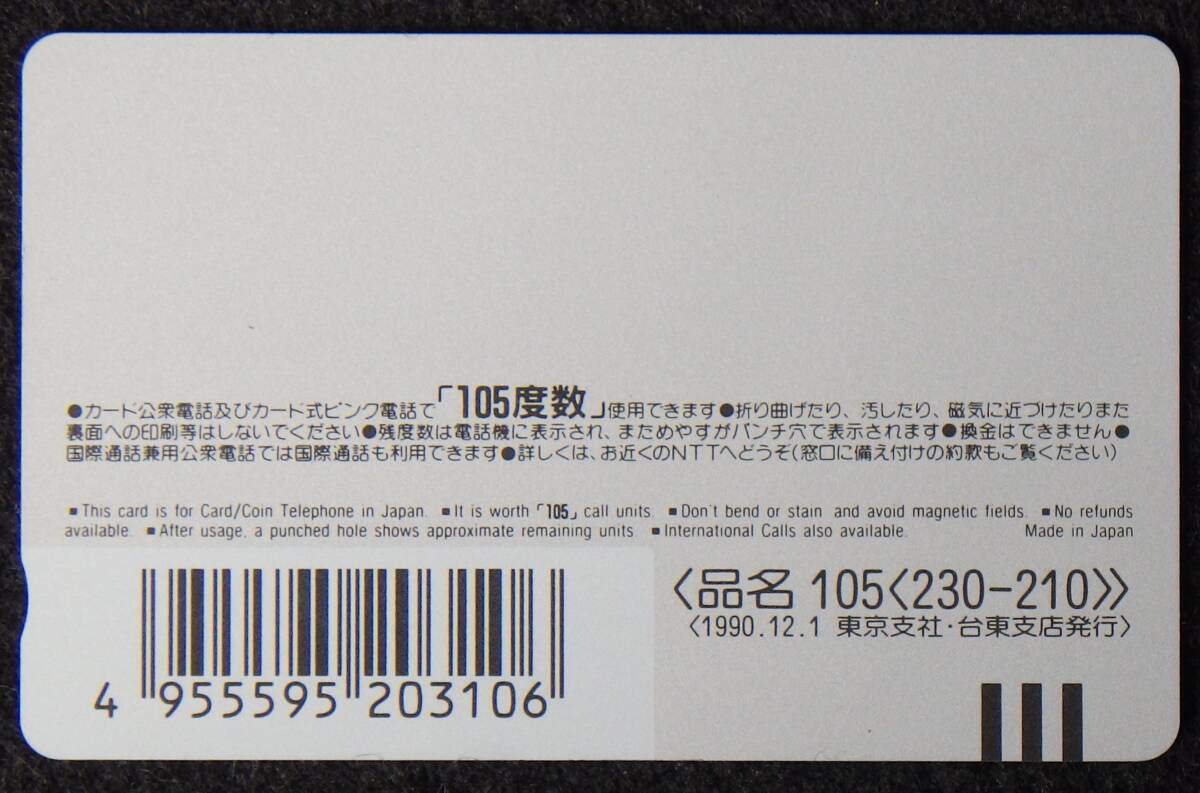 ●カード公衆電話及びカード式ピンク電話で「105度数」使用できます●折り曲げたり、汚したり、磁気に近づけたりまた
裏面への印刷等はしないでください●残度数は電話機に表示され、まためやすがパンチ穴で表示されます●換金はできません●
国際通話兼用公衆電話では国際通話も利用できます●詳しくは、お近くのNTTへどうぞ(窓口に備え付けの約款もご覧ください)
■This card is for Card/Coin Telephone in Japan. ■It is worth「105」call units. ■Don't bend or stain and avoid magnetic fields. ■No refunds
available. ■After usage, a punched hole shows approximate remaining units. ■International Calls also available. Made in Japan
〈品名 105〈230-210〉〉
〈1990.12.1 東京支社・台東支店発行〉
4 955595 203106